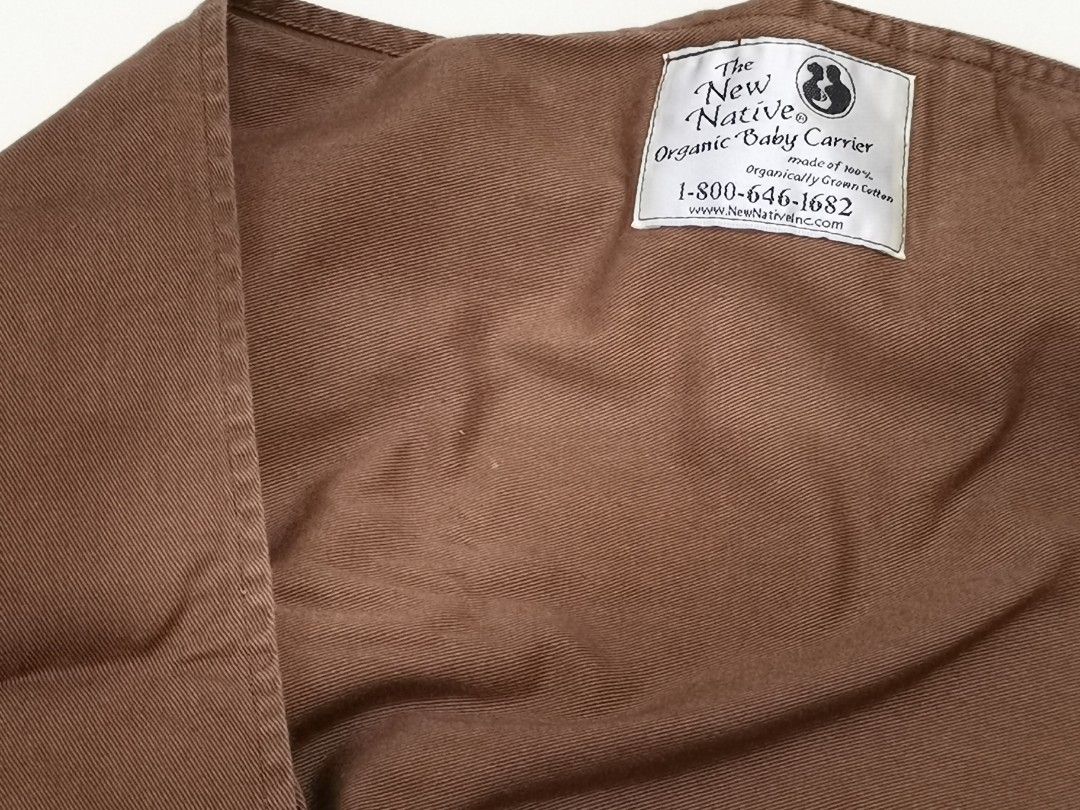 The
New
Native®
Organic Baby Carrier
made of 100%
Organically Grown Cotton
1-800-646-1682
www.NewNativeInc.com